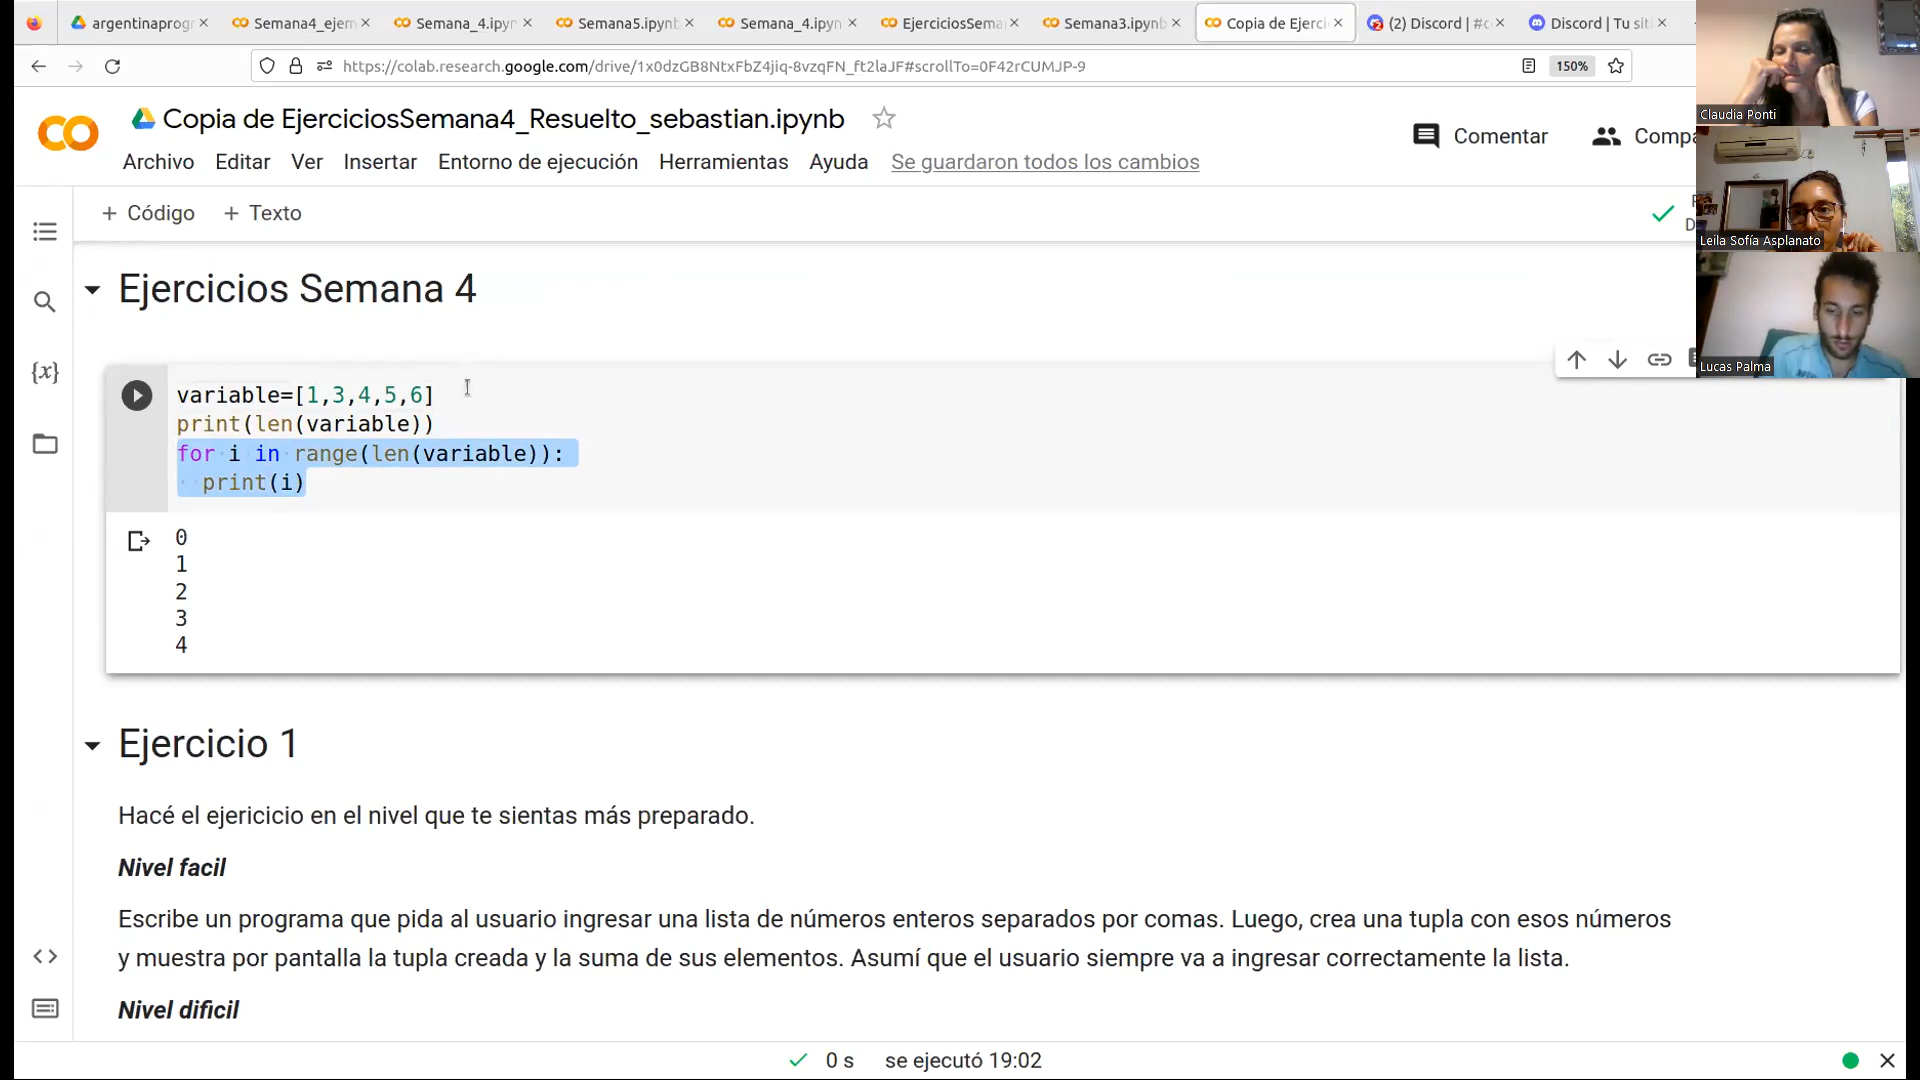 argentinaprogr
Semana4_ejem
Semana_4.ipyn
Semana5.ipynb
Semana_4.ipyn
EjerciciosSema
Semana3.ipynb
Copia de Ejerci
(2) Discord | #c
Discord | Tu siti
https://colab.research.google.com/drive/1x0dzGB8NtxFbZ4jiq-8vzqFN_ft2laJF#scrollTo=0F42rCUMJP-9
150%
Claudia Ponti
CO
Copia de EjerciciosSemana4_Resuelto_sebastian.ipynb
Comentar
Compa
Archivo Editar Ver Insertar Entorno de ejecución Herramientas Ayuda Se guardaron todos los cambios
+ Código + Texto
D
Leila Sofía Asplanato
Ejercicios Semana 4
Lucas Palma
{x}
variable=[1,3,4,5,6]
print(len(variable))
for i in range(len(variable)):
print(i)
0
1
2
3
4
Ejercicio 1
Hacé el ejericicio en el nivel que te sientas más preparado.
Nivel facil
Escribe un programa que pida al usuario ingresar una lista de números enteros separados por comas. Luego, crea una tupla con esos números
y muestra por pantalla la tupla creada y la suma de sus elementos. Asumí que el usuario siempre va a ingresar correctamente la lista.
Nivel dificil
0 s se ejecutó 19:02